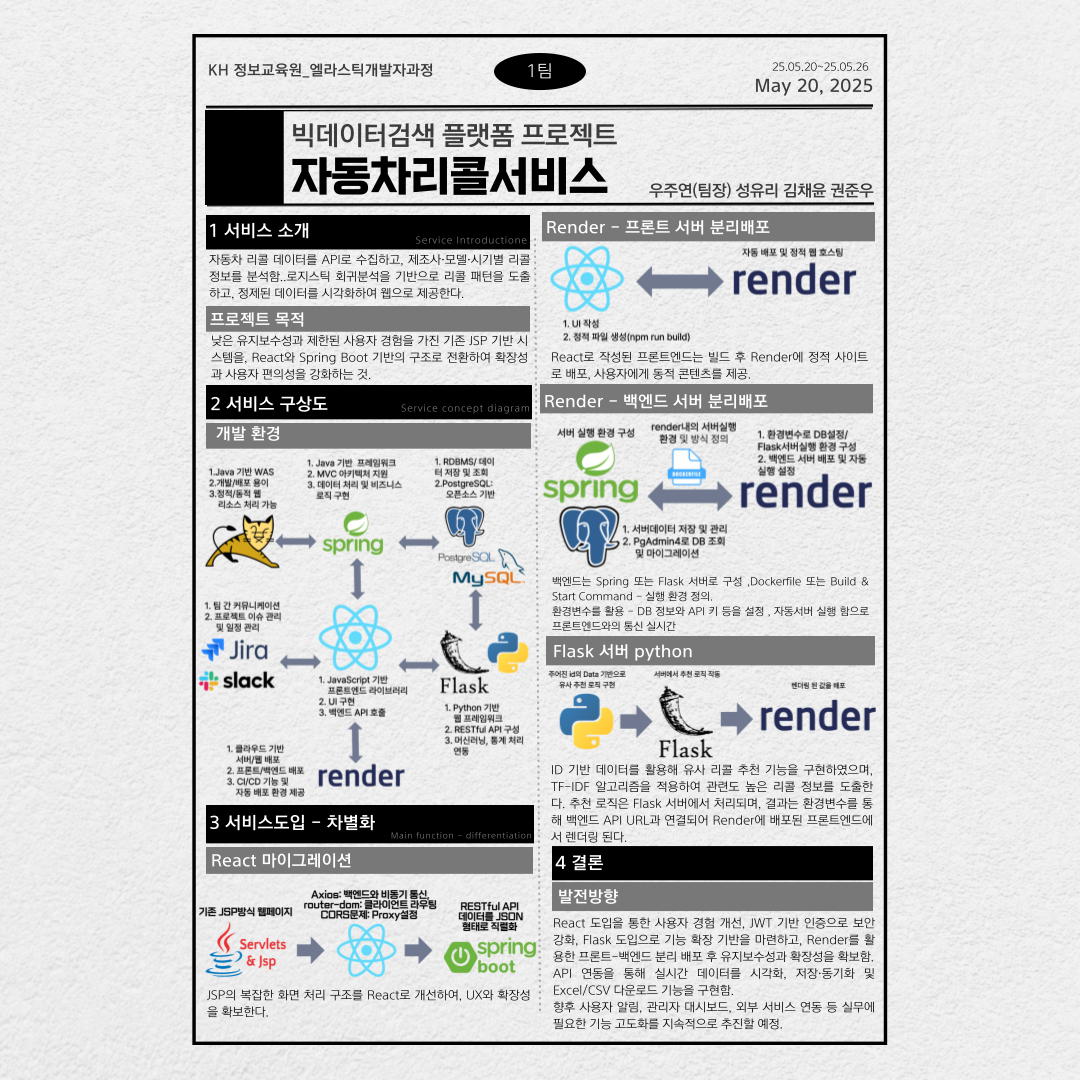 KH 정보교육원_엘라스틱개발자과정
1팀
25.05.20~25.05.26
May 20, 2025
빅데이터검색 플랫폼 프로젝트
자동차리콜서비스
우주연(팀장) 성유리 김채윤 권준우
1 서비스 소개
Service Introductione
자동차 리콜 데이터를 API로 수집하고, 제조사·모델·시기별 리콜
정보를 분석함..로지스틱 회귀분석을 기반으로 리콜 패턴을 도출
하고, 정제된 데이터를 시각화하여 웹으로 제공한다.
프로젝트 목적
낮은 유지보수성과 제한된 사용자 경험을 가진 기존 JSP 기반 시
스템을, React와 Spring Boot 기반의 구조로 전환하여 확장성
과 사용자 편의성을 강화하는 것.
2 서비스 구상도
Service concept diagram
개발 환경
1.Java 기반 WAS
2.개발/배포 용이
3.정적/동적 웹
리소스 처리 가능
1. Java 기반 프레임워크
2. MVC 아키텍처 지원
3. 데이터 처리 및 비즈니스
로직 구현
1. RDBMS/ 데이
터 저장 및 조회
2.PostgreSQL:
오픈소스 기반
spring
PostgreSQL
MySQL
1. 팀 간 커뮤니케이션
2. 프로젝트 이슈 관리
및 일정 관리
Jira
slack
1. JavaScript 기반
프론트엔드 라이브러리
2. UI 구현
3. 백엔드 API 호출
Flask
1. Python 기반
웹 프레임워크
2. RESTful API 구성
3. 머신러닝, 통계 처리
연동
1. 클라우드 기반
서버/웹 배포
2. 프론트/백엔드 배포
3. CI/CD 기능 및
자동 배포 환경 제공
render
3 서비스도입 - 차별화
Main function - differentiation
React 마이그레이션
기존 JSP방식 웹페이지
Axios: 백엔드와 비동기 통신,
router-dom: 클라이언트 라우팅
CORS문제: Proxy설정
RESTful API
데이터를 JSON
형태로 직렬화
Servlets
& Jsp
spring
boot
JSP의 복잡한 화면 처리 구조를 React로 개선하여, UX와 확장성
을 확보한다.
Render - 프론트 서버 분리배포
자동 배포 및 정적 웹 호스팅
render
1. UI 작성
2. 정적 파일 생성(npm run build)
React로 작성된 프론트엔드는 빌드 후 Render에 정적 사이트
로 배포, 사용자에게 동적 콘텐츠를 제공.
Render - 백엔드 서버 분리배포
서버 실행 환경 구성
render내의 서버실행
환경 및 방식 정의
1. 환경변수로 DB설정/
Flask서버실행 환경 구성
2. 백엔드 서버 배포 및 자동
실행 설정
spring
DOCKERFILE
render
1. 서버데이터 저장 및 관리
2. PgAdmin4로 DB 조회
및 마이그레이션
백엔드는 Spring 또는 Flask 서버로 구성 ,Dockerfile 또는 Build &
Start Command - 실행 환경 정의.
환경변수를 활용 - DB 정보와 API 키 등을 설정 , 자동서버 실행 함으로
프론트엔드와의 통신 실시간
Flask 서버 python
주어진 id의 Data 기반으로
유사 추천 로직 구현
서버에서 추천 로직 작동
렌더링 된 값을 배포
Flask
render
ID 기반 데이터를 활용해 유사 리콜 추천 기능을 구현하였으며,
TF-IDF 알고리즘을 적용하여 관련도 높은 리콜 정보를 도출한
다. 추천 로직은 Flask 서버에서 처리되며, 결과는 환경변수를 통
해 백엔드 API URL과 연결되어 Render에 배포된 프론트엔드에
서 렌더링 된다.
4 결론
발전방향
React 도입을 통한 사용자 경험 개선, JWT 기반 인증으로 보안
강화, Flask 도입으로 기능 확장 기반을 마련하고, Render를 활
용한 프론트-백엔드 분리 배포 후 유지보수성과 확장성을 확보함.
API 연동을 통해 실시간 데이터를 시각화, 저장·동기화 및
Excel/CSV 다운로드 기능을 구현함.
향후 사용자 알림, 관리자 대시보드, 외부 서비스 연동 등 실무에
필요한 기능 고도화를 지속적으로 추진할 예정.